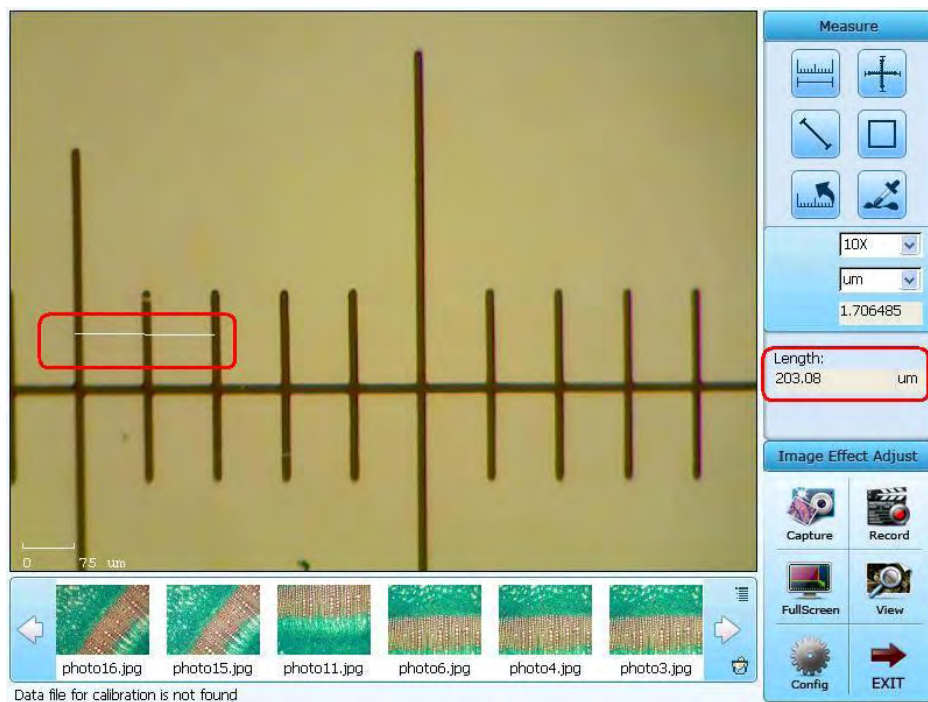 Measure
10X
um
1.706485
Length:
203.08 um
Image Effect Adjust
Capture Record
FullScreen View
Config EXIT
0 75 um
photo16.jpg photo15.jpg photo11.jpg photo6.jpg photo4.jpg photo3.jpg
Data file for calibration is not found